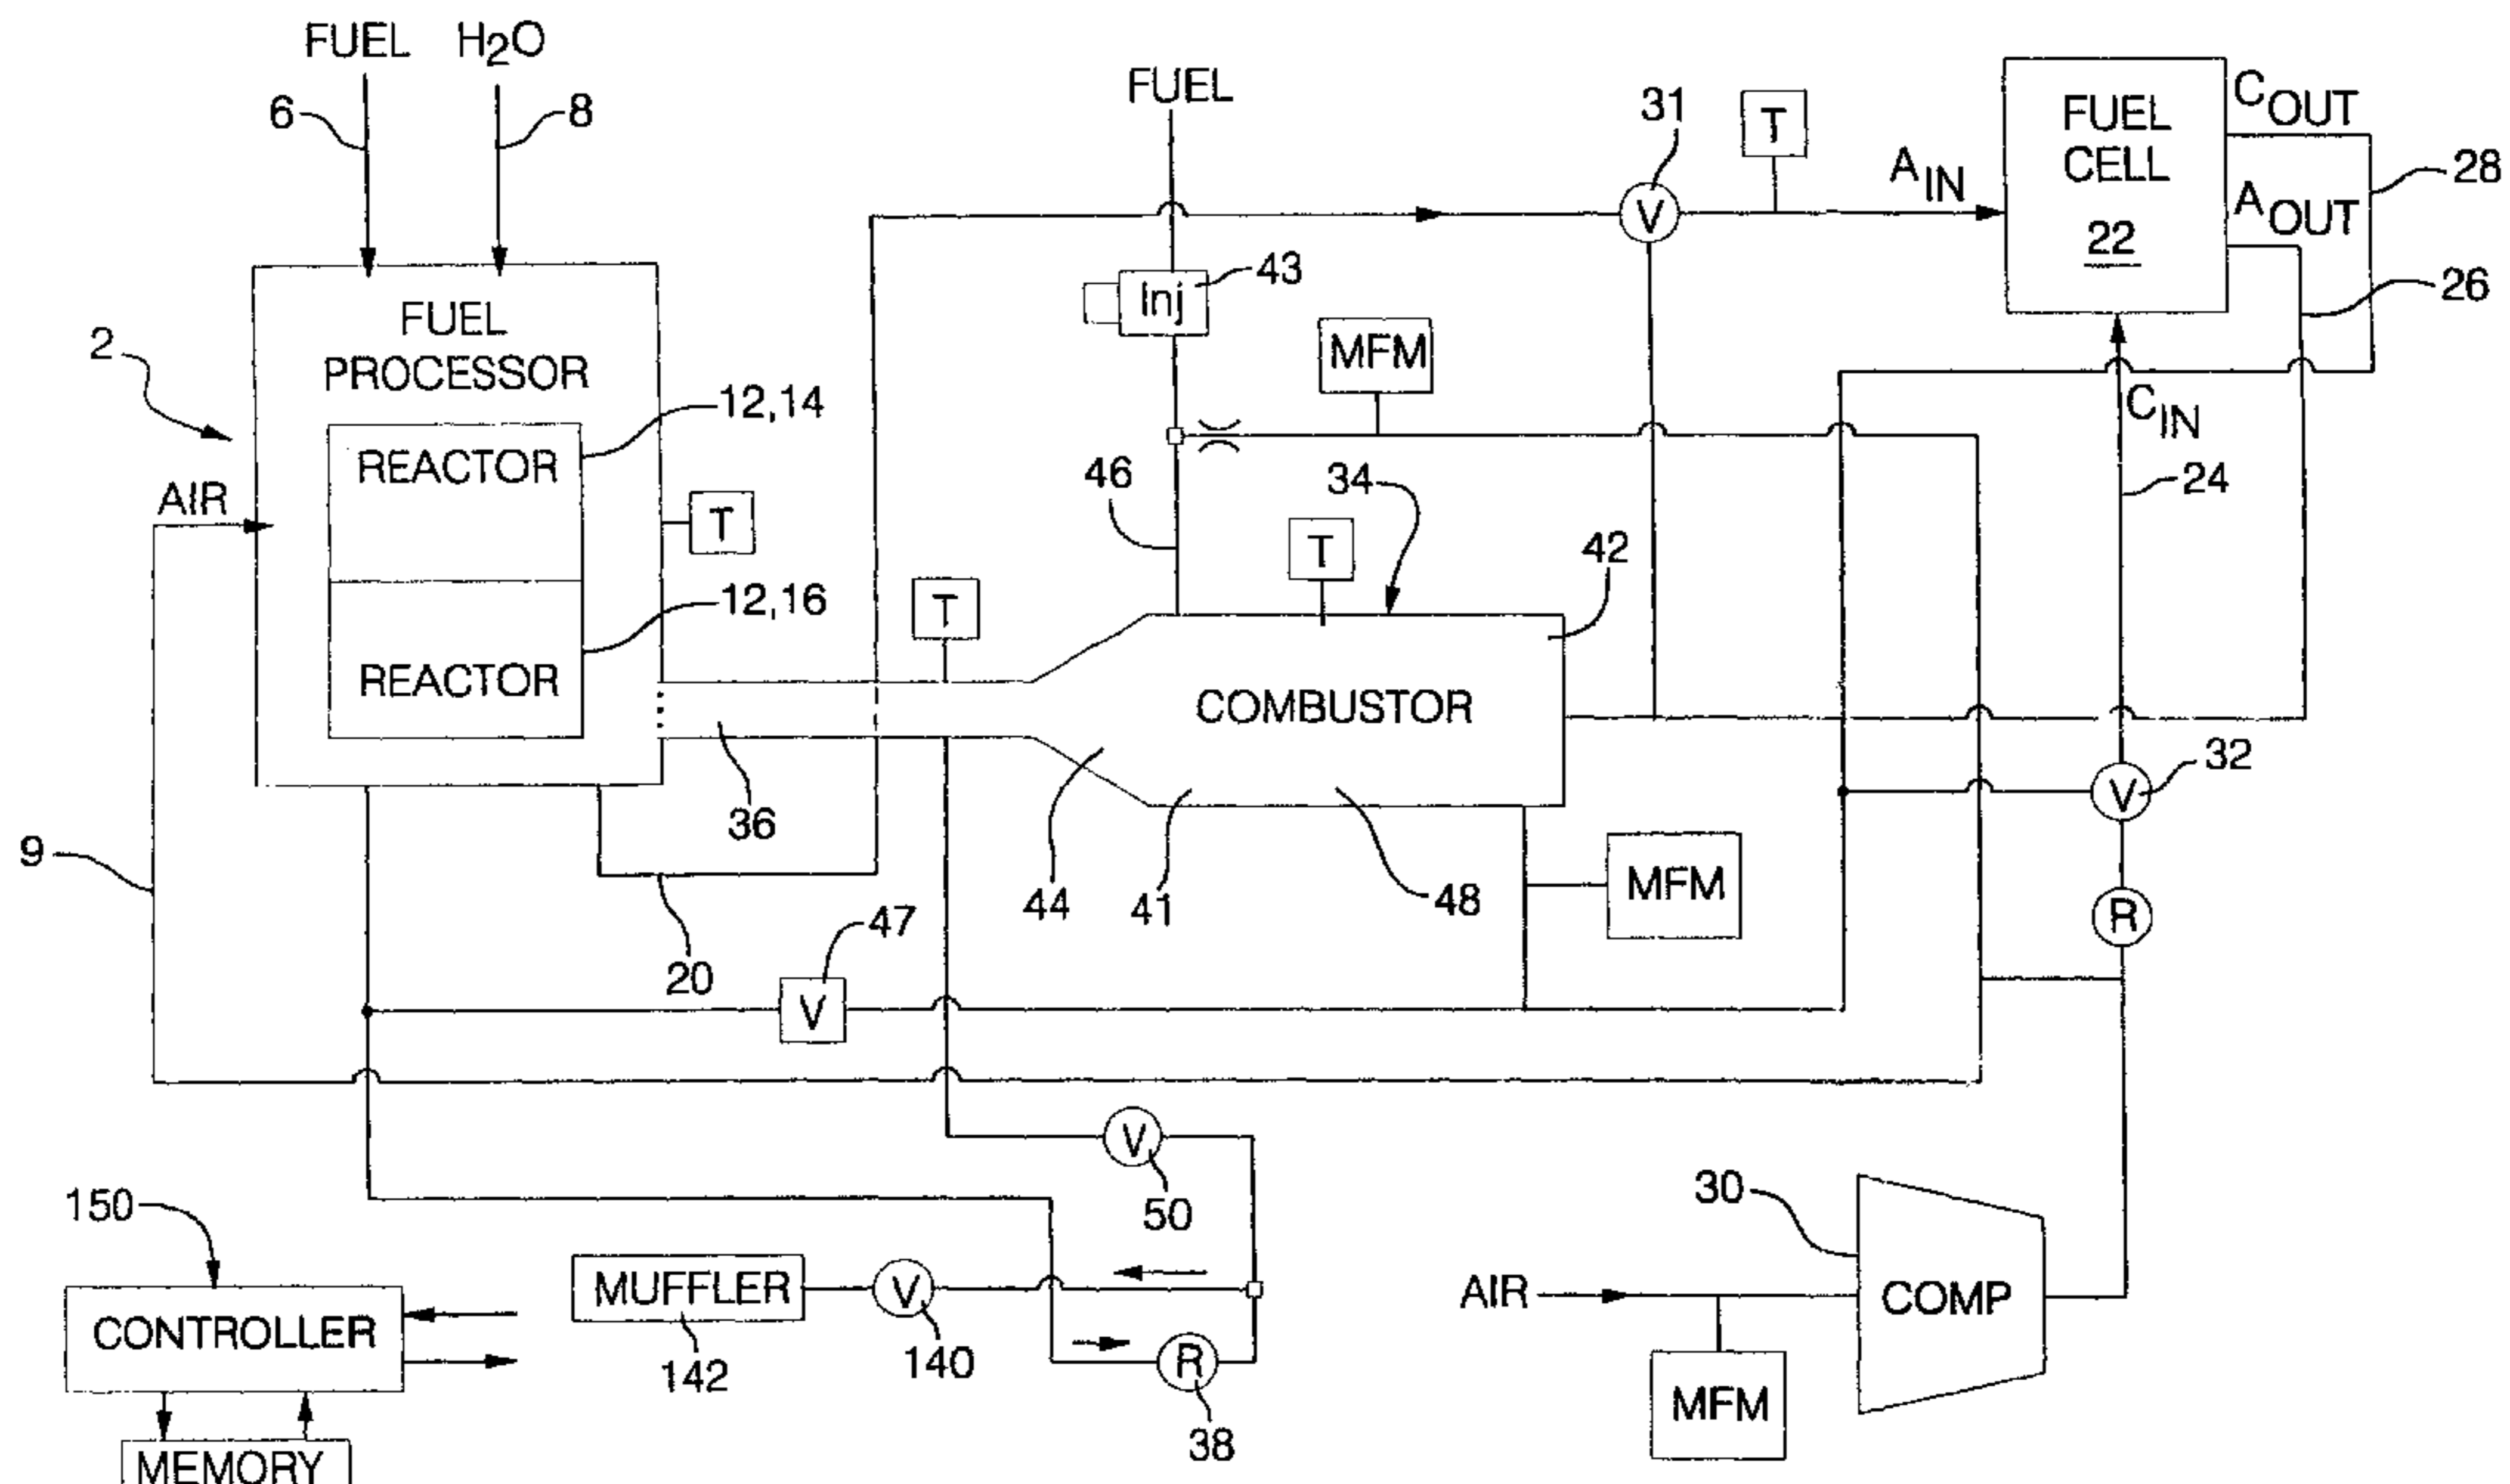 FUEL H2O
6
8
FUEL
31
T
AIN
FUEL
CELL
22
COUT
AOUT
28
26
FUEL
PROCESSOR
2
Inj
43
MFM
12,14
REACTOR
AIR
T
CIN
24
46
34
T
42
12,16
REACTOR
T
COMBUSTOR
32
V
V
36
9
44
41
48
MFM
R
47
V
20
V
50
150
CONTROLLER
MEMORY
MUFFLER
142
V
140
R
38
30
AIR
COMP
MFM